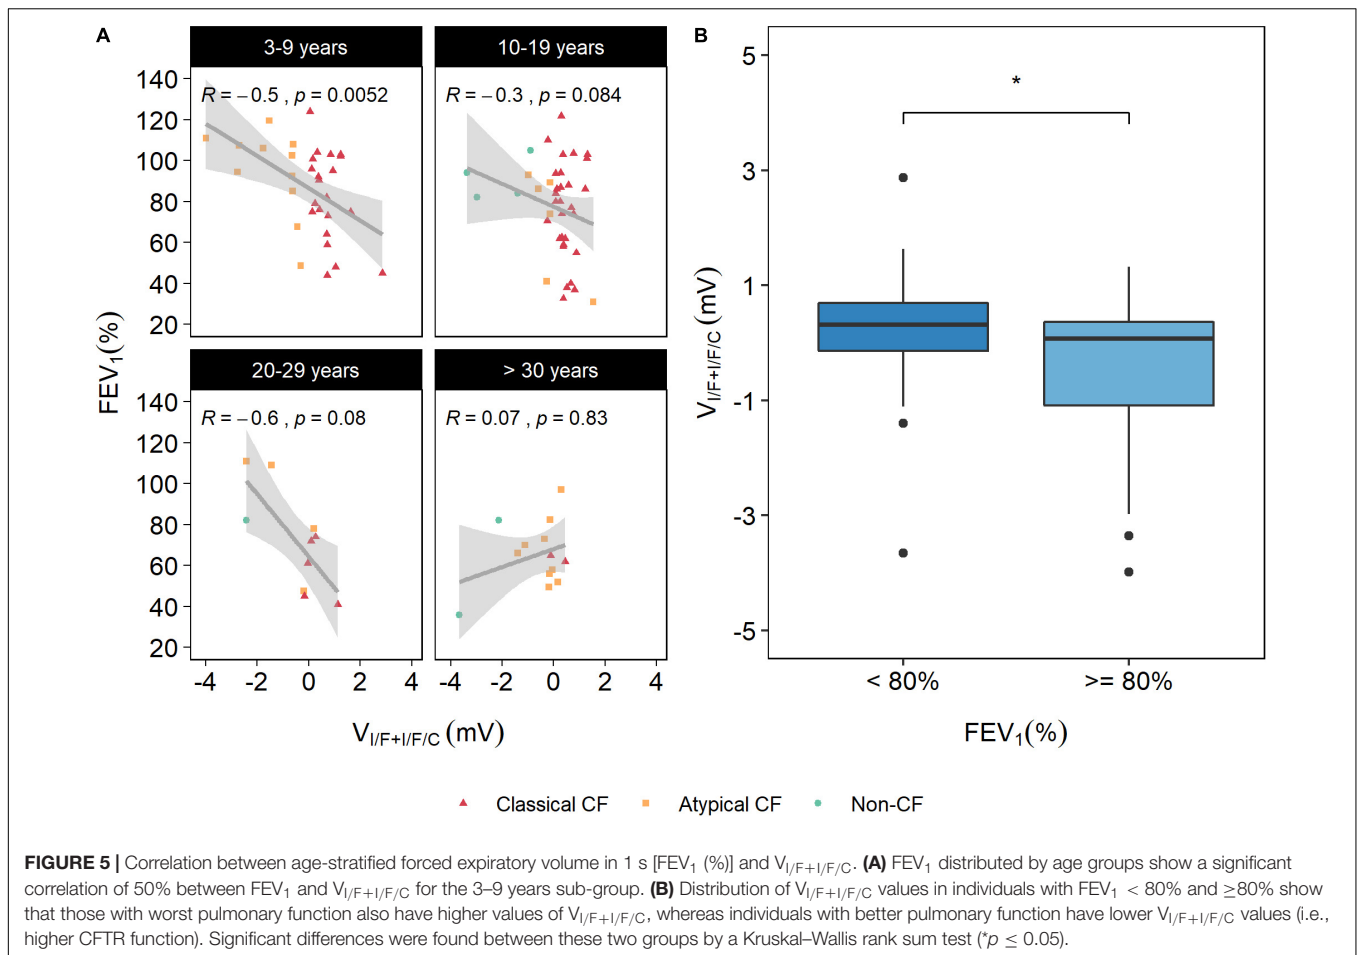 A
B
3-9 years
10-19 years
R = −0.5 , p = 0.0052
R = −0.3 , p = 0.084
140
120
100
80
60
40
20
20-29 years
> 30 years
R = −0.6 , p = 0.08
R = 0.07 , p = 0.83
140
120
100
80
60
40
20
FEV1(%)
-4 -2 0 2 4
-4 -2 0 2 4
VI/F+I/F/C (mV)
5
3
1
-1
-3
-5
VI/F+I/F/C (mV)
*
< 80%
>= 80%
FEV1(%)
Classical CF
Atypical CF
Non-CF
FIGURE 5 | Correlation between age-stratified forced expiratory volume in 1 s [FEV1 (%)] and VI/F+I/F/C. (A) FEV1 distributed by age groups show a significant
correlation of 50% between FEV1 and VI/F+I/F/C for the 3–9 years sub-group. (B) Distribution of VI/F+I/F/C values in individuals with FEV1 < 80% and ≥80% show
that those with worst pulmonary function also have higher values of VI/F+I/F/C, whereas individuals with better pulmonary function have lower VI/F+I/F/C values (i.e.,
higher CFTR function). Significant differences were found between these two groups by a Kruskal–Wallis rank sum test (*p ≤ 0.05).